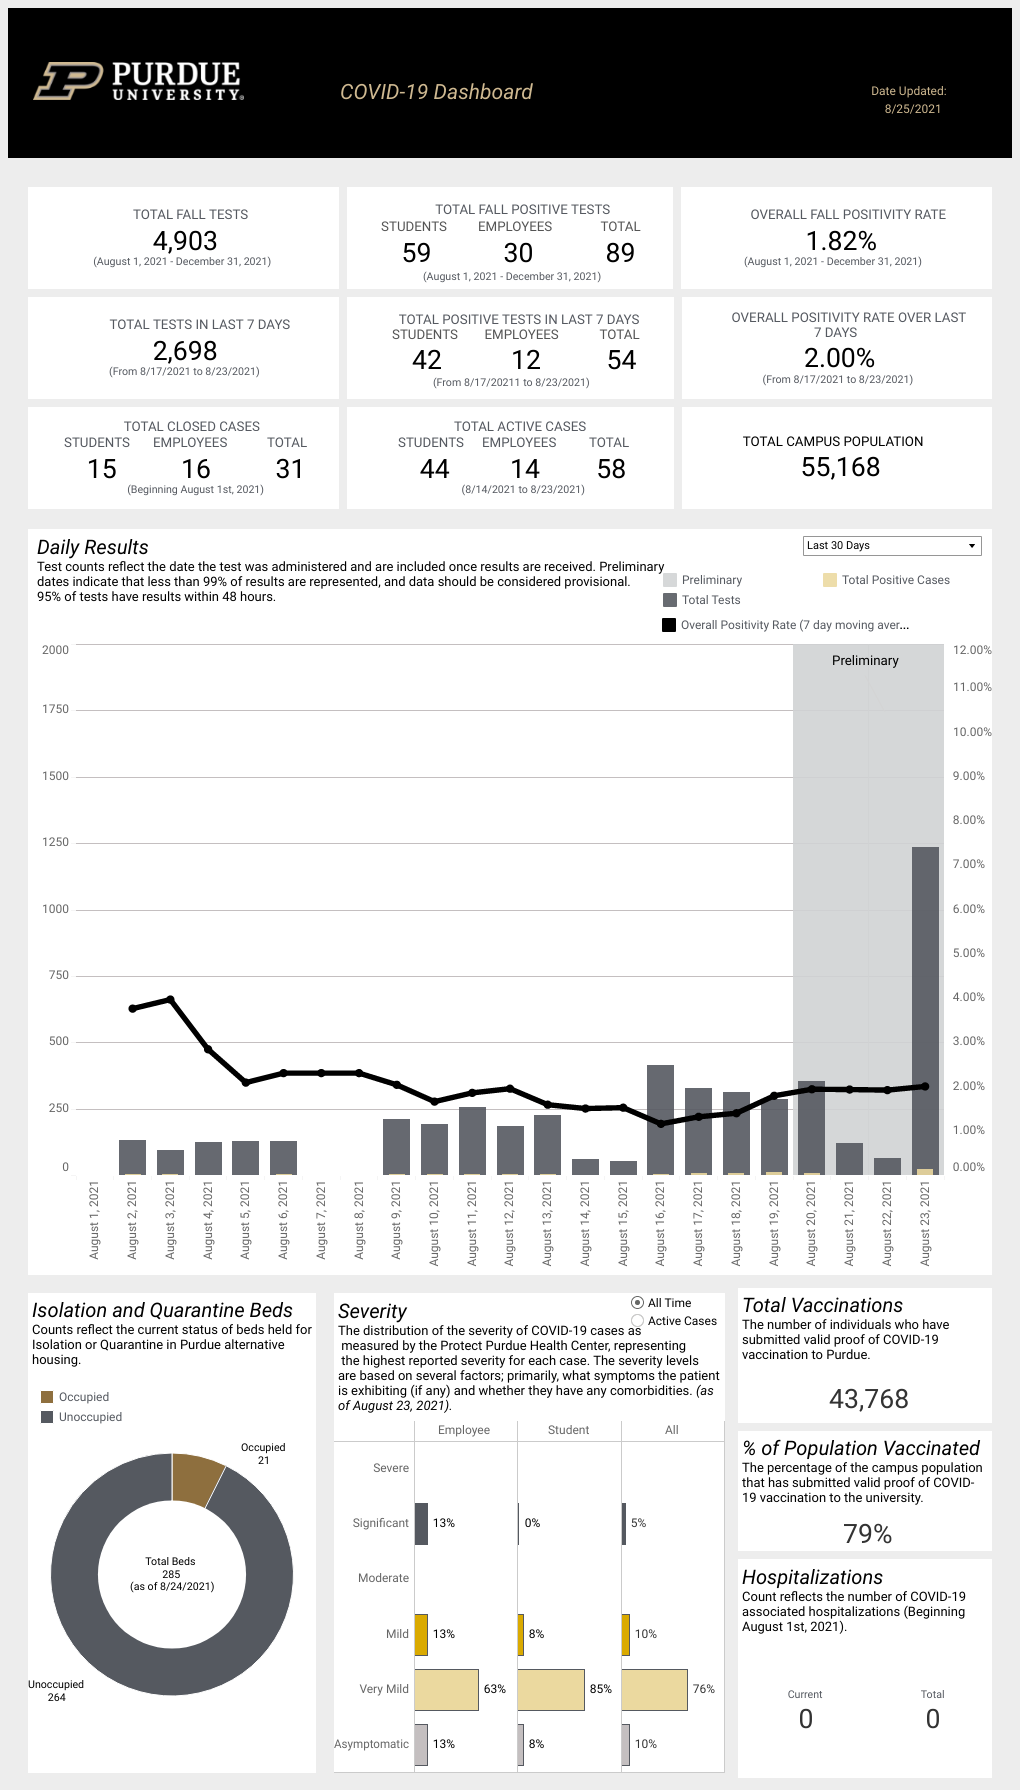 PURDUE
UNIVERSITY®
COVID-19 Dashboard
Date Updated:
8/25/2021
TOTAL FALL TESTS
4,903
(August 1, 2021 - December 31, 2021)
TOTAL FALL POSITIVE TESTS
STUDENTS EMPLOYEES TOTAL
59 30 89
(August 1, 2021 - December 31, 2021)
OVERALL FALL POSITIVITY RATE
1.82%
(August 1, 2021 - December 31, 2021)
TOTAL TESTS IN LAST 7 DAYS
2,698
(From 8/17/2021 to 8/23/2021)
TOTAL POSITIVE TESTS IN LAST 7 DAYS
STUDENTS EMPLOYEES TOTAL
42 12 54
(From 8/17/20211 to 8/23/2021)
OVERALL POSITIVITY RATE OVER LAST
7 DAYS
2.00%
(From 8/17/2021 to 8/23/2021)
TOTAL CLOSED CASES
STUDENTS EMPLOYEES TOTAL
15 16 31
(Beginning August 1st, 2021)
TOTAL ACTIVE CASES
STUDENTS EMPLOYEES TOTAL
44 14 58
(8/14/2021 to 8/23/2021)
TOTAL CAMPUS POPULATION
55,168
Daily Results
Last 30 Days
Test counts reflect the date the test was administered and are included once results are received. Preliminary
dates indicate that less than 99% of results are represented, and data should be considered provisional.
95% of tests have results within 48 hours.
Preliminary
Total Positive Cases
Total Tests
Overall Positivity Rate (7 day moving aver...
Preliminary
2000
1750
1500
1250
1000
750
500
250
0
12.00%
11.00%
10.00%
9.00%
8.00%
7.00%
6.00%
5.00%
4.00%
3.00%
2.00%
1.00%
0.00%
August 1, 2021
August 2, 2021
August 3, 2021
August 4, 2021
August 5, 2021
August 6, 2021
August 7, 2021
August 8, 2021
August 9, 2021
August 10, 2021
August 11, 2021
August 12, 2021
August 13, 2021
August 14, 2021
August 15, 2021
August 16, 2021
August 17, 2021
August 18, 2021
August 19, 2021
August 20, 2021
August 21, 2021
August 22, 2021
August 23, 2021
Isolation and Quarantine Beds
Counts reflect the current status of beds held for
Isolation or Quarantine in Purdue alternative
housing.
Occupied
Unoccupied
Occupied
21
Total Beds
285
(as of 8/24/2021)
Unoccupied
264
Severity
All Time
Active Cases
The distribution of the severity of COVID-19 cases as
measured by the Protect Purdue Health Center, representing
the highest reported severity for each case. The severity levels
are based on several factors; primarily, what symptoms the patient
is exhibiting (if any) and whether they have any comorbidities. (as
of August 23, 2021).
Employee Student All
Severe
Significant 13% 0% 5%
Moderate
Mild 13% 8% 10%
Very Mild 63% 85% 76%
Asymptomatic 13% 8% 10%
Total Vaccinations
The number of individuals who have
submitted valid proof of COVID-19
vaccination to Purdue.
43,768
% of Population Vaccinated
The percentage of the campus population
that has submitted valid proof of COVID-
19 vaccination to the university.
79%
Hospitalizations
Count reflects the number of COVID-19
associated hospitalizations (Beginning
August 1st, 2021).
Current Total
0 0